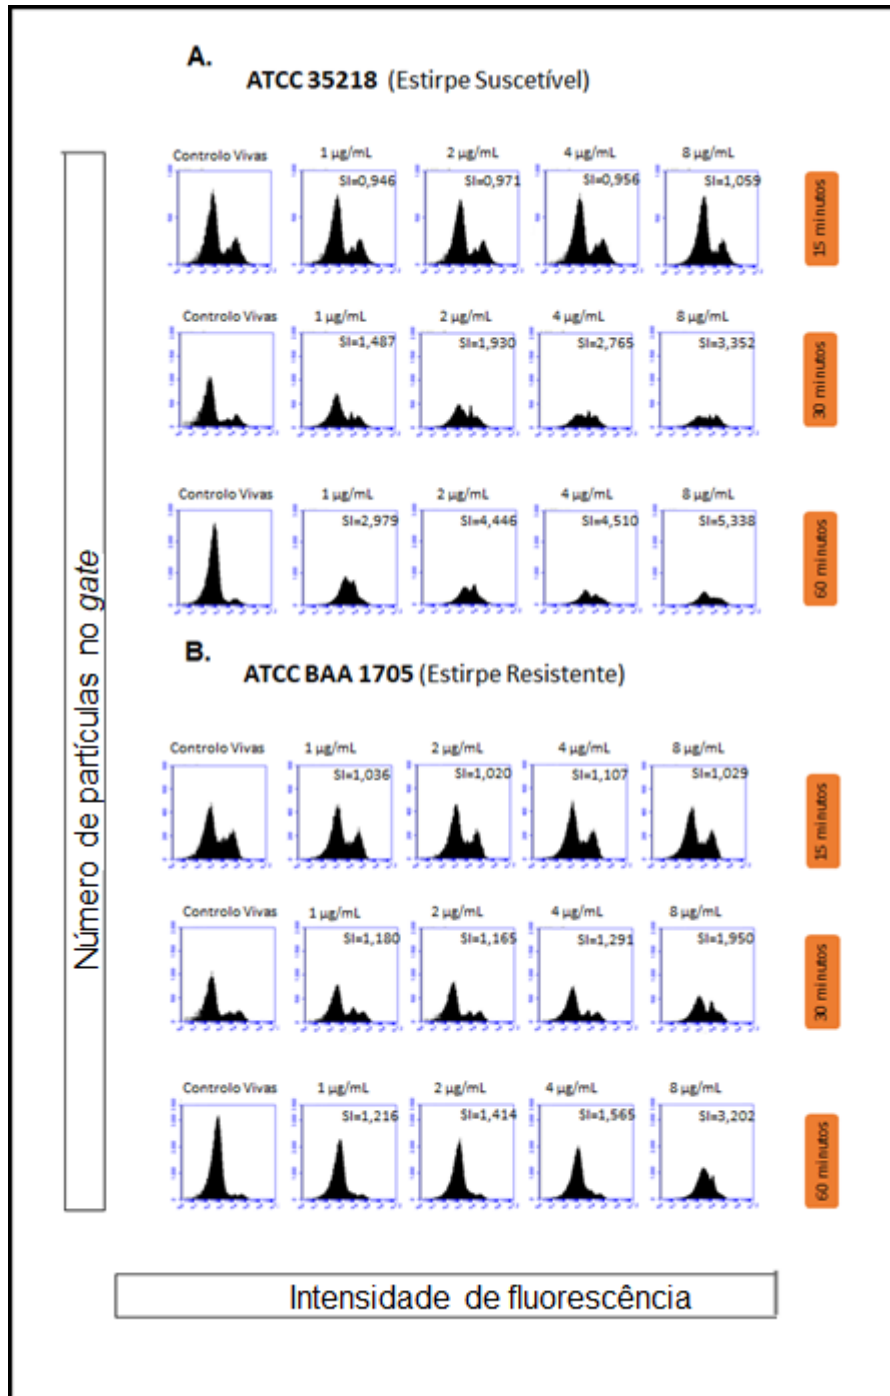 A.
ATCC 35218 (Estirpe Suscetível)
Controlo Vivas 1 µg/mL 2 µg/mL 4 µg/mL 8 µg/mL
SI=0,946 SI=0,971 SI=0,956 SI=1,059
15 minutos
Controlo Vivas 1 µg/mL 2 µg/mL 4 µg/mL 8 µg/mL
SI=1,487 SI=1,930 SI=2,765 SI=3,352
30 minutos
Controlo Vivas 1 µg/mL 2 µg/mL 4 µg/mL 8 µg/mL
SI=2,979 SI=4,446 SI=4,510 SI=5,338
60 minutos
B.
ATCC BAA 1705 (Estirpe Resistente)
Controlo Vivas 1 µg/mL 2 µg/mL 4 µg/mL 8 µg/mL
SI=1,036 SI=1,020 SI=1,107 SI=1,029
15 minutos
Controlo Vivas 1 µg/mL 2 µg/mL 4 µg/mL 8 µg/mL
SI=1,180 SI=1,165 SI=1,291 SI=1,950
30 minutos
Controlo Vivas 1 µg/mL 2 µg/mL 4 µg/mL 8 µg/mL
SI=1,216 SI=1,414 SI=1,565 SI=3,202
60 minutos
Número de partículas no gate
Intensidade de fluorescência